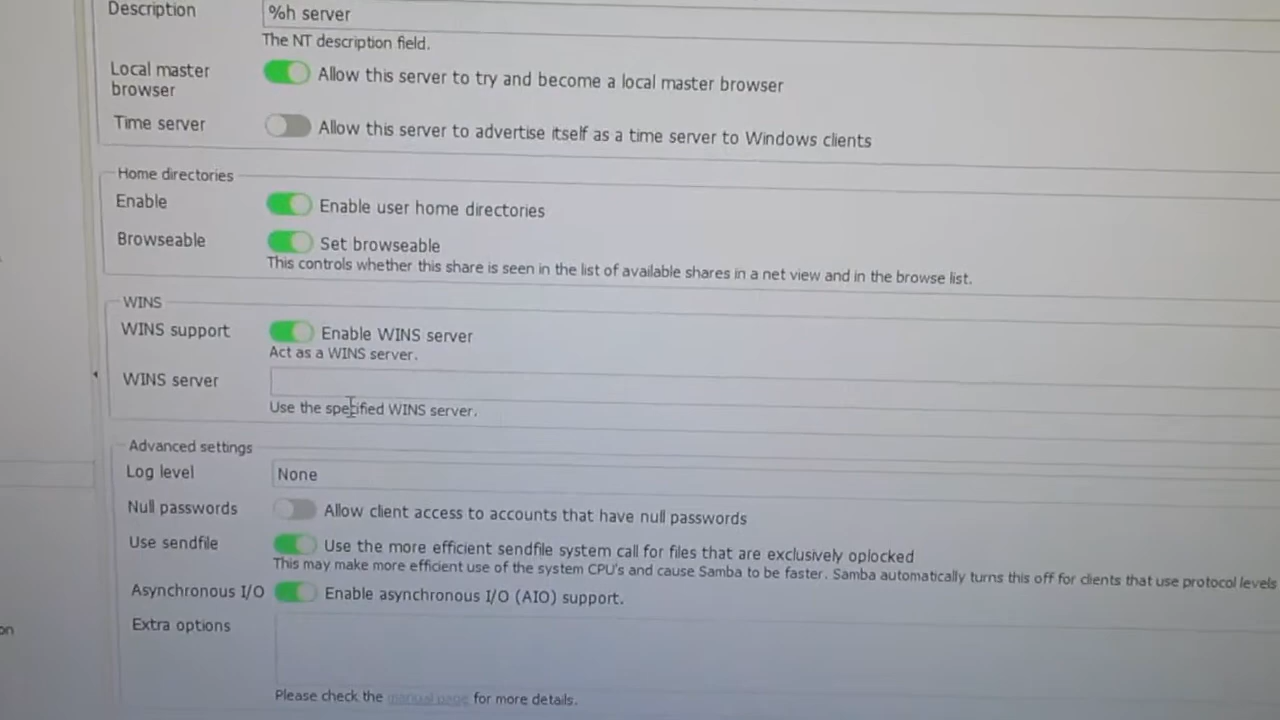 Description %h server
The NT description field.
Local master
browser
Allow this server to try and become a local master browser
Time server Allow this server to advertise itself as a time server to Windows clients
Home directories
Enable Enable user home directories
Browseable Set browseable
This controls whether this share is seen in the list of available shares in a net view and in the browse list.
WINS
WINS support Enable WINS server
Act as a WINS server.
WINS server
Use the specified WINS server.
Advanced settings
Log level None
Null passwords Allow client access to accounts that have null passwords
Use sendfile Use the more efficient sendfile system call for files that are exclusively oplocked
This may make more efficient use of the system CPU's and cause Samba to be faster. Samba automatically turns this off for clients that use protocol levels
Asynchronous I/O Enable asynchronous I/O (AIO) support.
on
Extra options
Please check the manual page for more details.